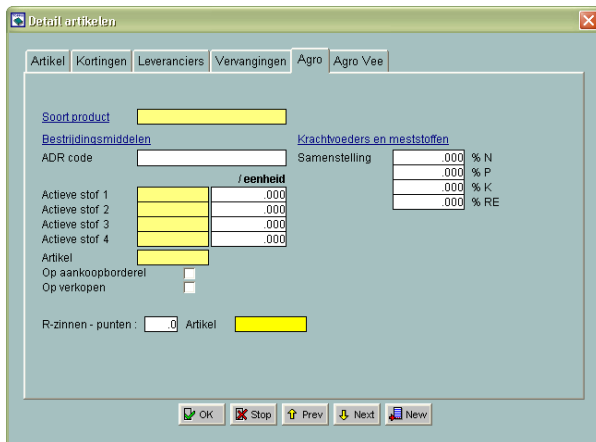 Detail artikelen
Artikel Kortingen Leveranciers Vervangingen Agro Agro Vee
Soort product
Bestrijdingsmiddelen Krachtvoeders en meststoffen
ADR code Samenstelling .000 % N
.000 % P
/ eenheid .000 % K
Actieve stof 1 .000 .000 % RE
Actieve stof 2 .000
Actieve stof 3 .000
Actieve stof 4 .000
Artikel
Op aankoopborderel
Op verkopen
R-zinnen - punten : .0 Artikel
OK Stop Prev Next New